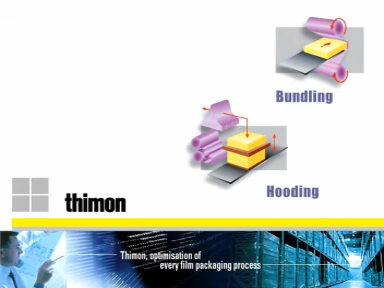 Bundling
Hooding
thimon
Thimon, optimisation of
every film packaging process